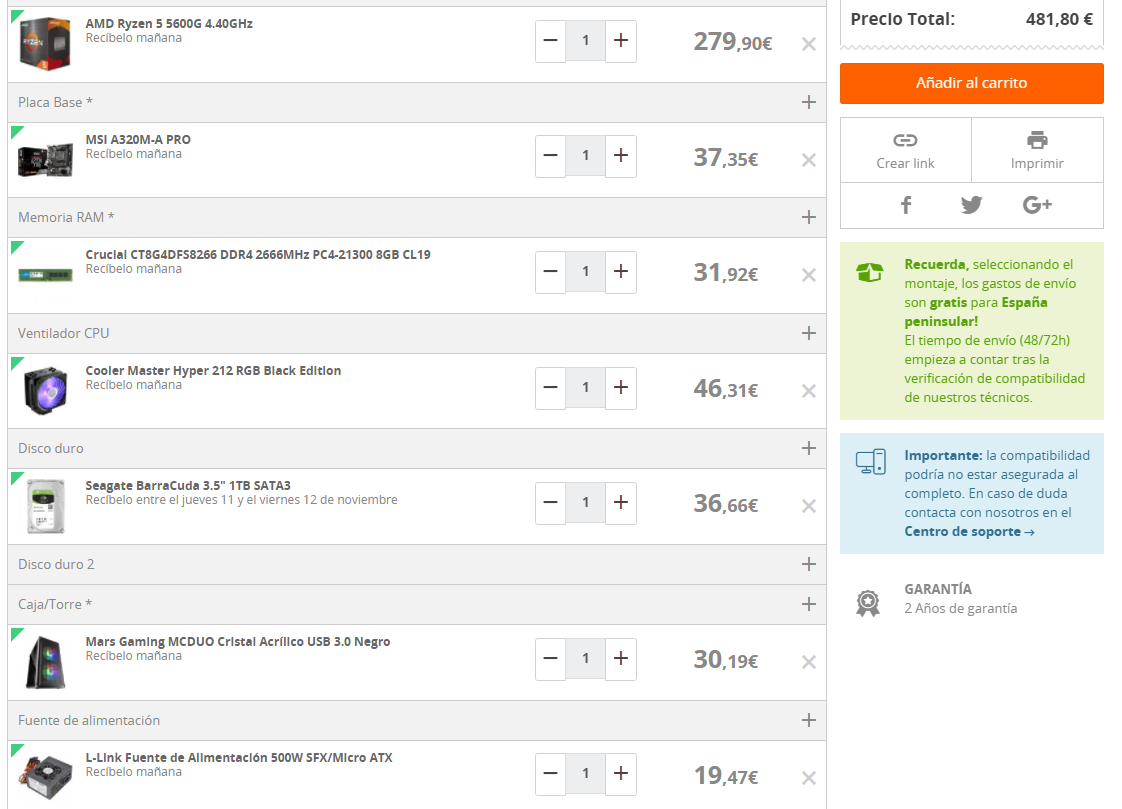 AMD Ryzen 5 5600G 4.40GHz
Recíbelo mañana
1
279,90€
Placa Base *
MSI A320M-A PRO
Recíbelo mañana
1
37,35€
Memoria RAM *
Crucial CT8G4DFS8266 DDR4 2666MHz PC4-21300 8GB CL19
Recíbelo mañana
1
31,92€
Ventilador CPU
Cooler Master Hyper 212 RGB Black Edition
Recíbelo mañana
1
46,31€
Disco duro
Seagate BarraCuda 3.5" 1TB SATA3
Recíbelo entre el jueves 11 y el viernes 12 de noviembre
1
36,66€
Disco duro 2
Caja/Torre *
Mars Gaming MCDUO Cristal Acrílico USB 3.0 Negro
Recíbelo mañana
1
30,19€
Fuente de alimentación
L-Link Fuente de Alimentación 500W SFX/Micro ATX
Recíbelo mañana
1
19,47€
Precio Total: 481,80 €
Añadir al carrito
Crear link
Imprimir
Recuerda, seleccionando el
montaje, los gastos de envío
son gratis para España
peninsular!
El tiempo de envío (48/72h)
empieza a contar tras la
verificación de compatibilidad
de nuestros técnicos.
Importante: la compatibilidad
podría no estar asegurada al
completo. En caso de duda
contacta con nosotros en el
Centro de soporte →
GARANTÍA
2 Años de garantía